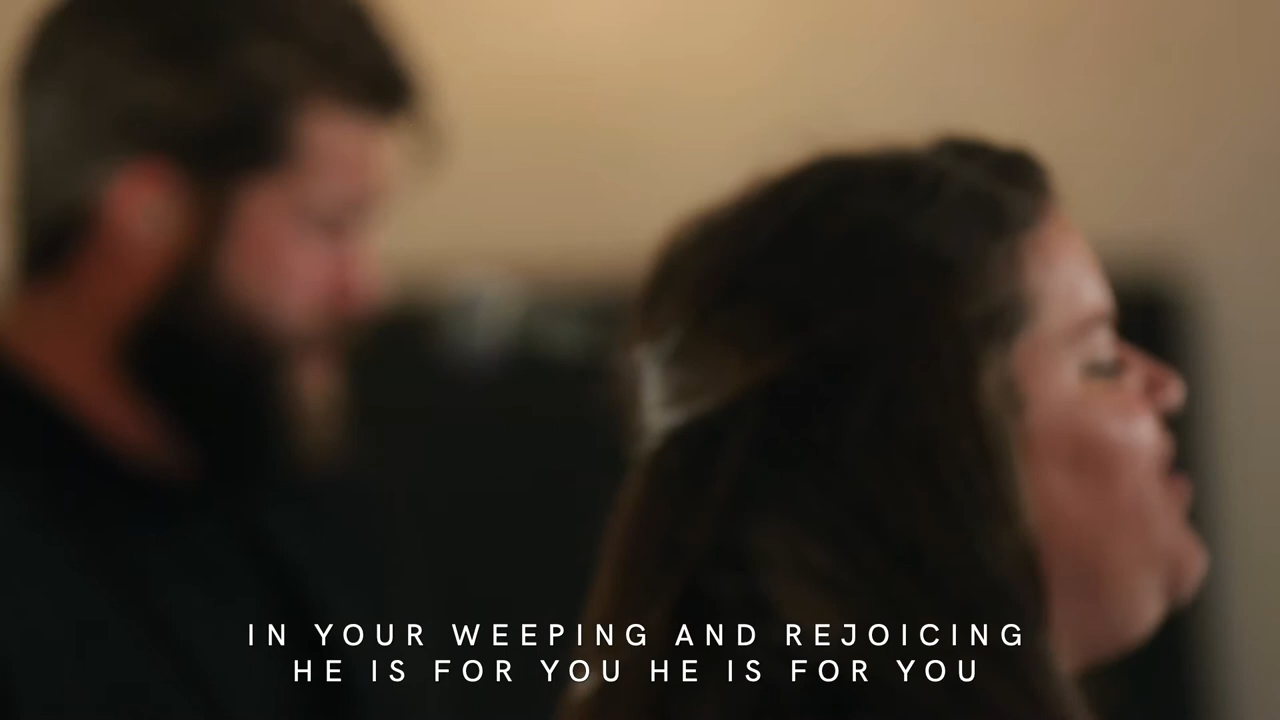 IN YOUR WEEPING AND REJOICING
HE IS FOR YOU HE IS FOR YOU